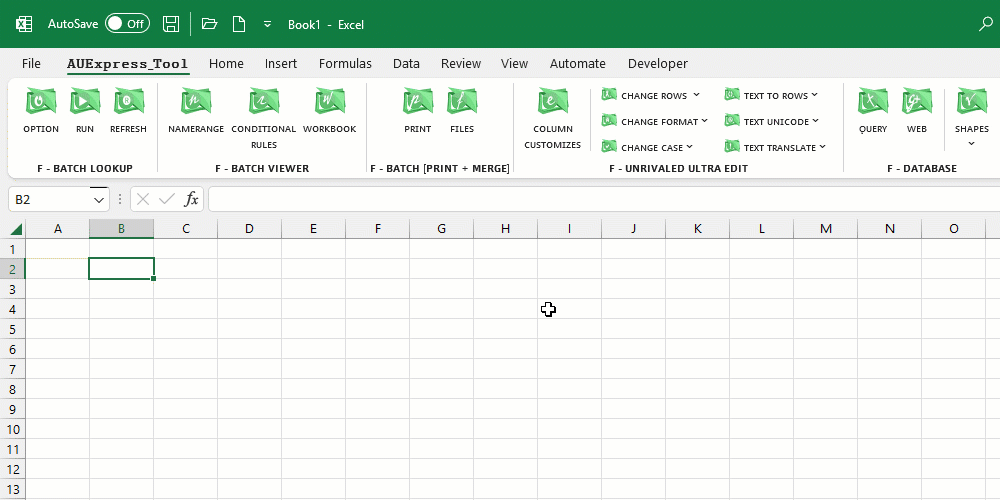 AutoSave Off Book1 - Excel
File AUExpress_Tool Home Insert Formulas Data Review View Automate Developer
OPTION RUN REFRESH
F - BATCH LOOKUP
NAMERANGE CONDITIONAL RULES WORKBOOK
F - BATCH VIEWER
PRINT FILES
F - BATCH [PRINT + MERGE]
COLUMN CUSTOMIZES
CHANGE ROWS
CHANGE FORMAT
CHANGE CASE
TEXT TO ROWS
TEXT UNICODE
TEXT TRANSLATE
F - UNRIVALED ULTRA EDIT
QUERY WEB SHAPES
F - DATABASE
B2 fx
A B C D E F G H I J K L M N O
1
2
3
4
5
6
7
8
9
10
11
12
13